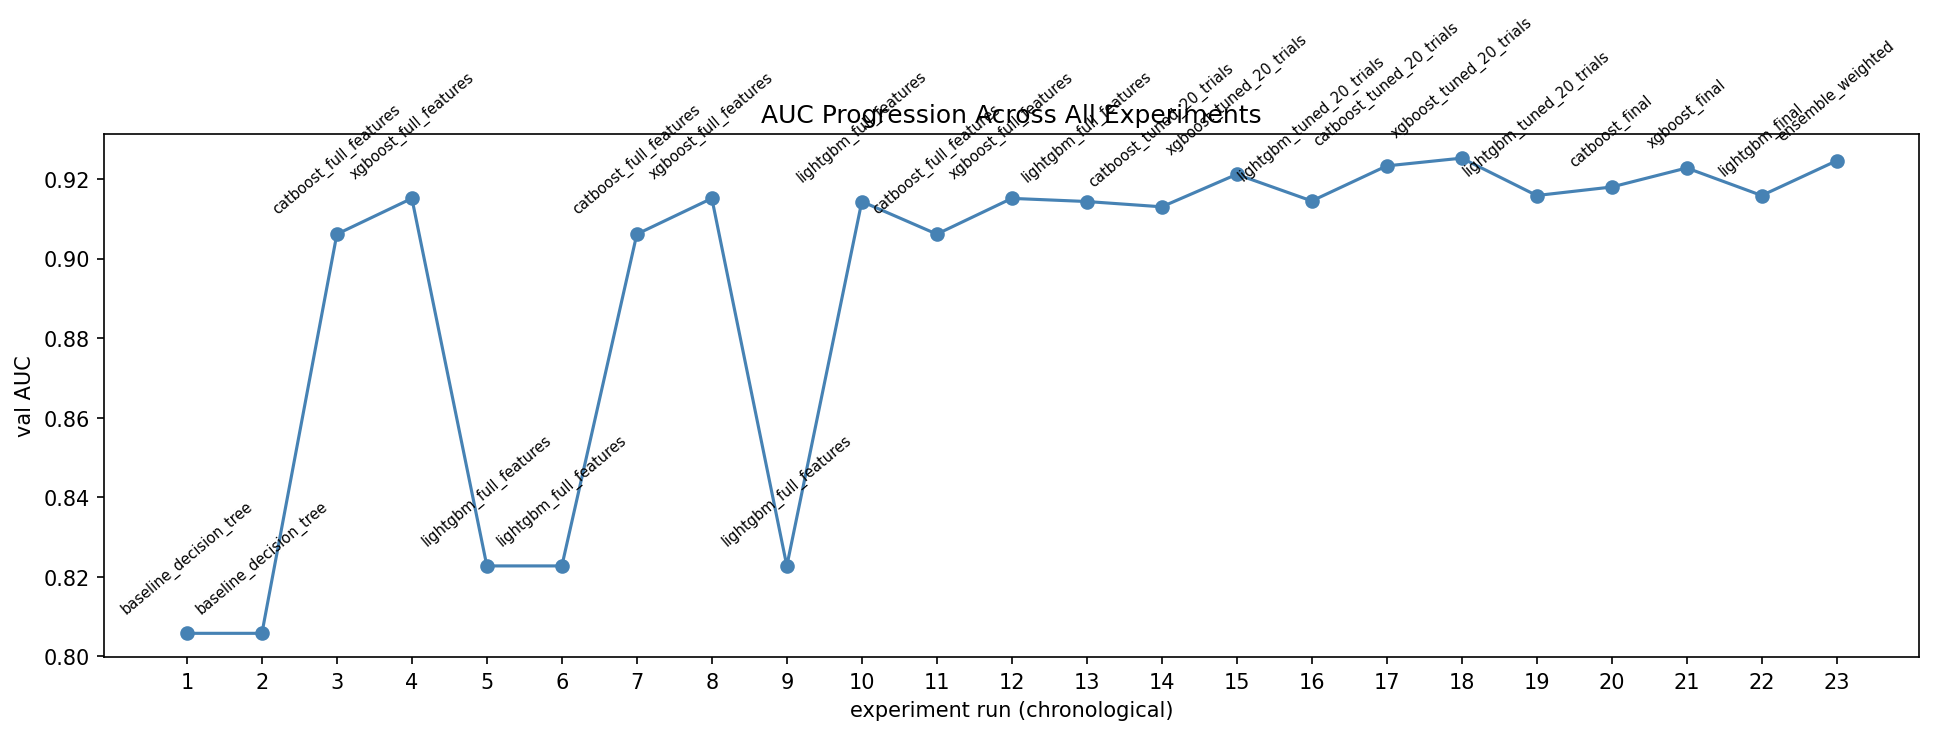 AUC Progression Across All Experiments
val AUC
0.92
0.90
0.88
0.86
0.84
0.82
0.80
baseline_decision_tree
baseline_decision_tree
catboost_full_features
xgboost_full_features
lightgbm_full_features
lightgbm_full_features
catboost_full_features
xgboost_full_features
lightgbm_full_features
lightgbm_full_features
catboost_full_features
xgboost_full_features
lightgbm_full_features
catboost_tuned_20_trials
xgboost_tuned_20_trials
lightgbm_tuned_20_trials
catboost_tuned_20_trials
xgboost_tuned_20_trials
lightgbm_tuned_20_trials
catboost_final
xgboost_final
lightgbm_final
ensemble_weighted
1 2 3 4 5 6 7 8 9 10 11 12 13 14 15 16 17 18 19 20 21 22 23
experiment run (chronological)